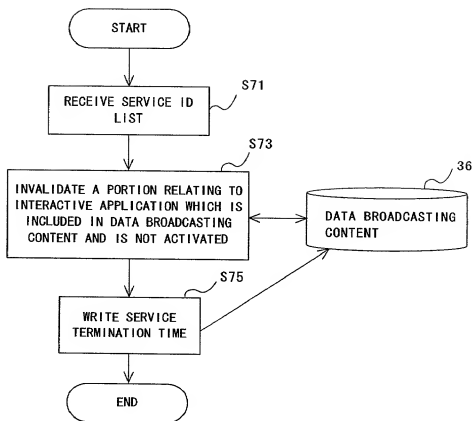 START
S71
RECEIVE SERVICE ID
LIST
S73
36
INVALIDATE A PORTION RELATING TO
INTERACTIVE APPLICATION WHICH IS
INCLUDED IN DATA BROADCASTING
CONTENT AND IS NOT ACTIVATED
DATA BROADCASTING
CONTENT
S75
WRITE SERVICE
TERMINATION TIME
END